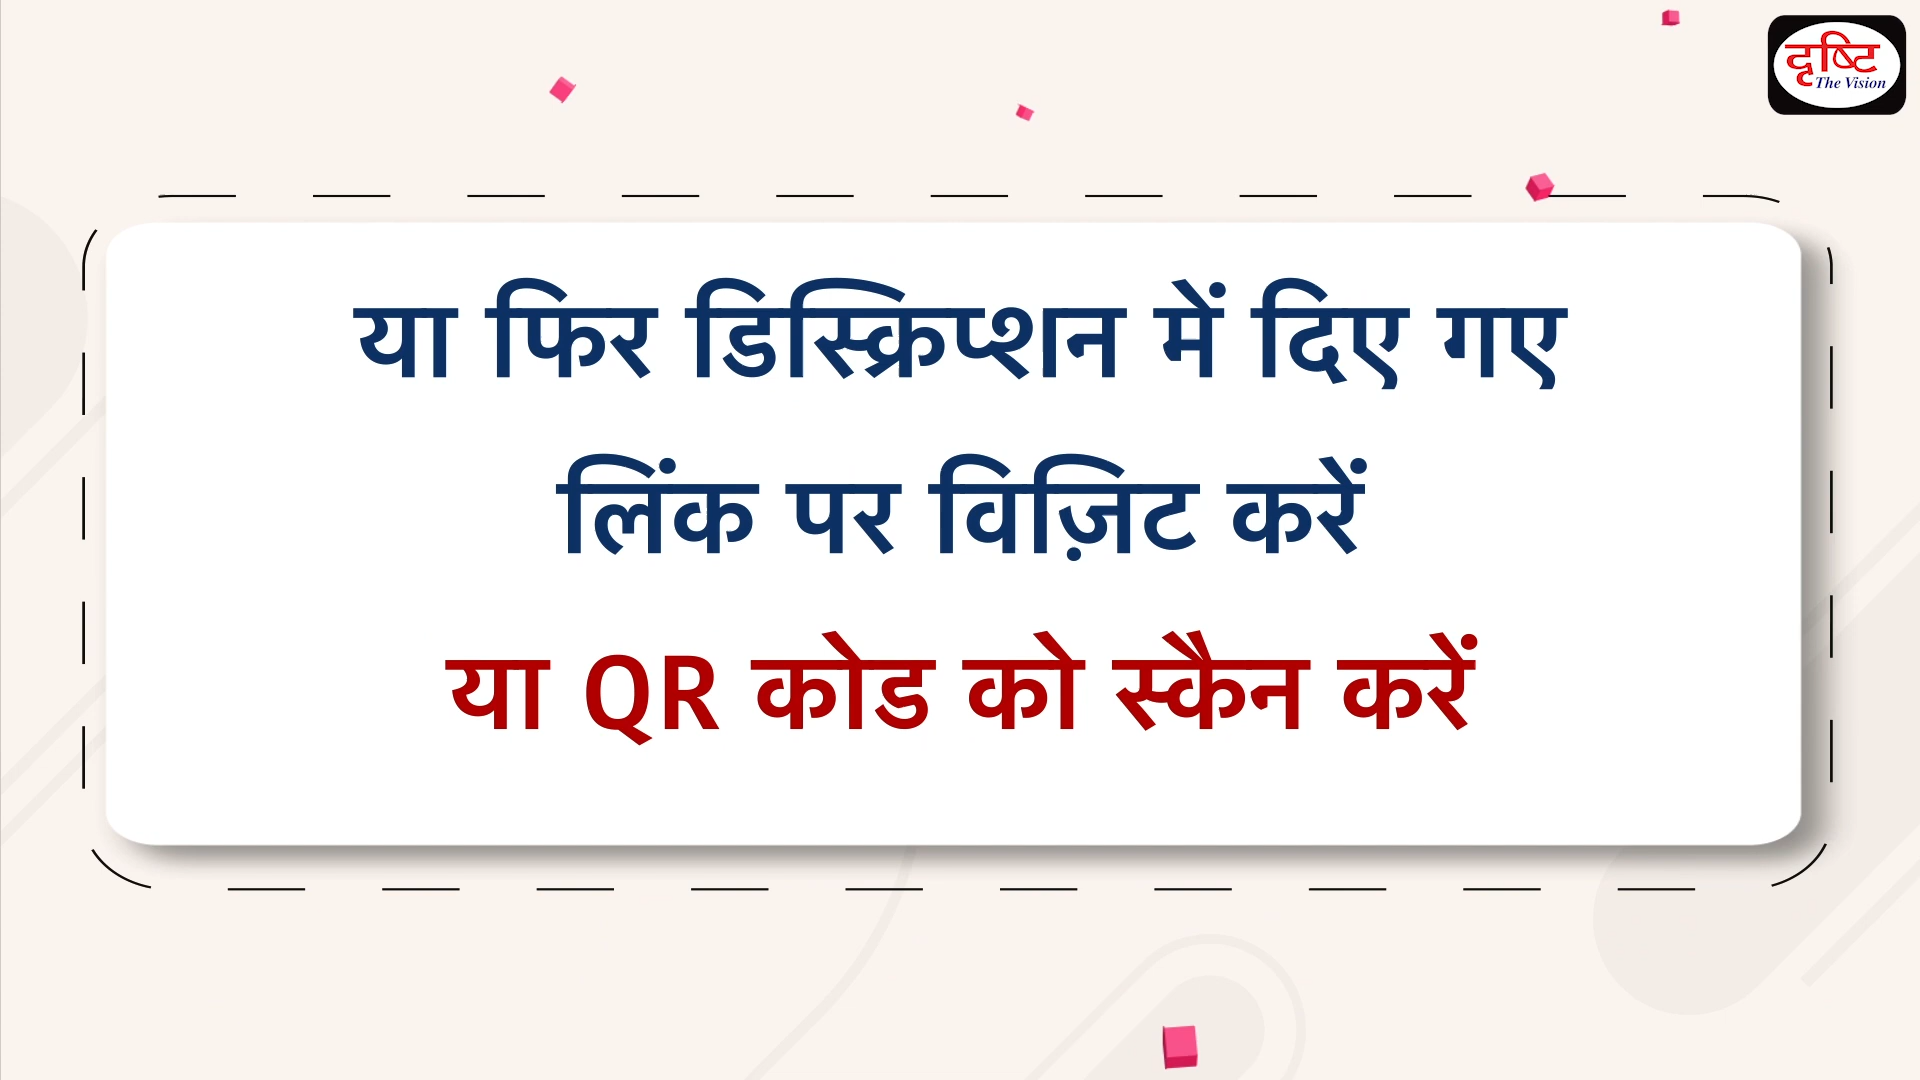 दृष्टि
The Vision
या फिर डिस्क्रिप्शन में दिए गए
लिंक पर विज़िट करें
या QR कोड को स्कैन करें